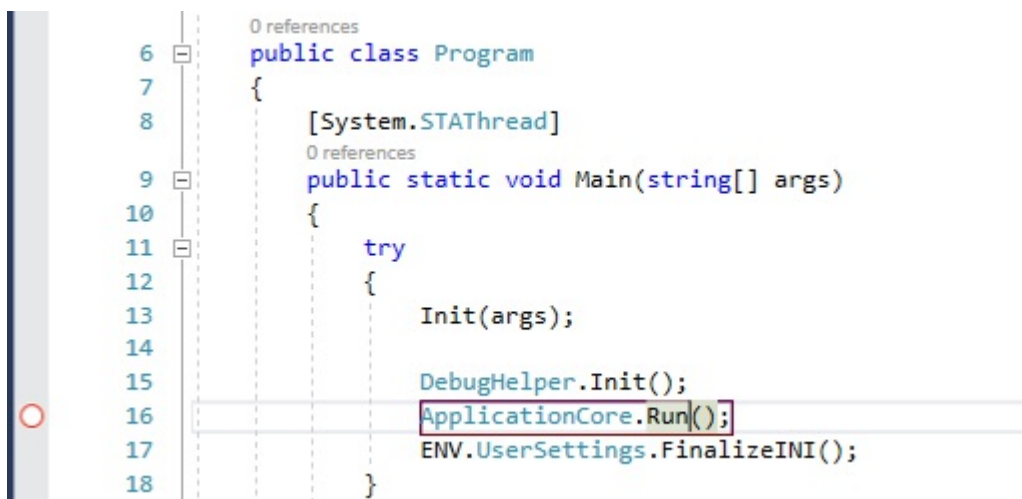 0 references
6 public class Program
7 {
8 [System.STAThread]
0 references
9 public static void Main(string[] args)
10 {
11 try
12 {
13 Init(args);
14
15 DebugHelper.Init();
16 ApplicationCore.Run();
17 ENV.UserSettings.FinalizeINI();
18 }